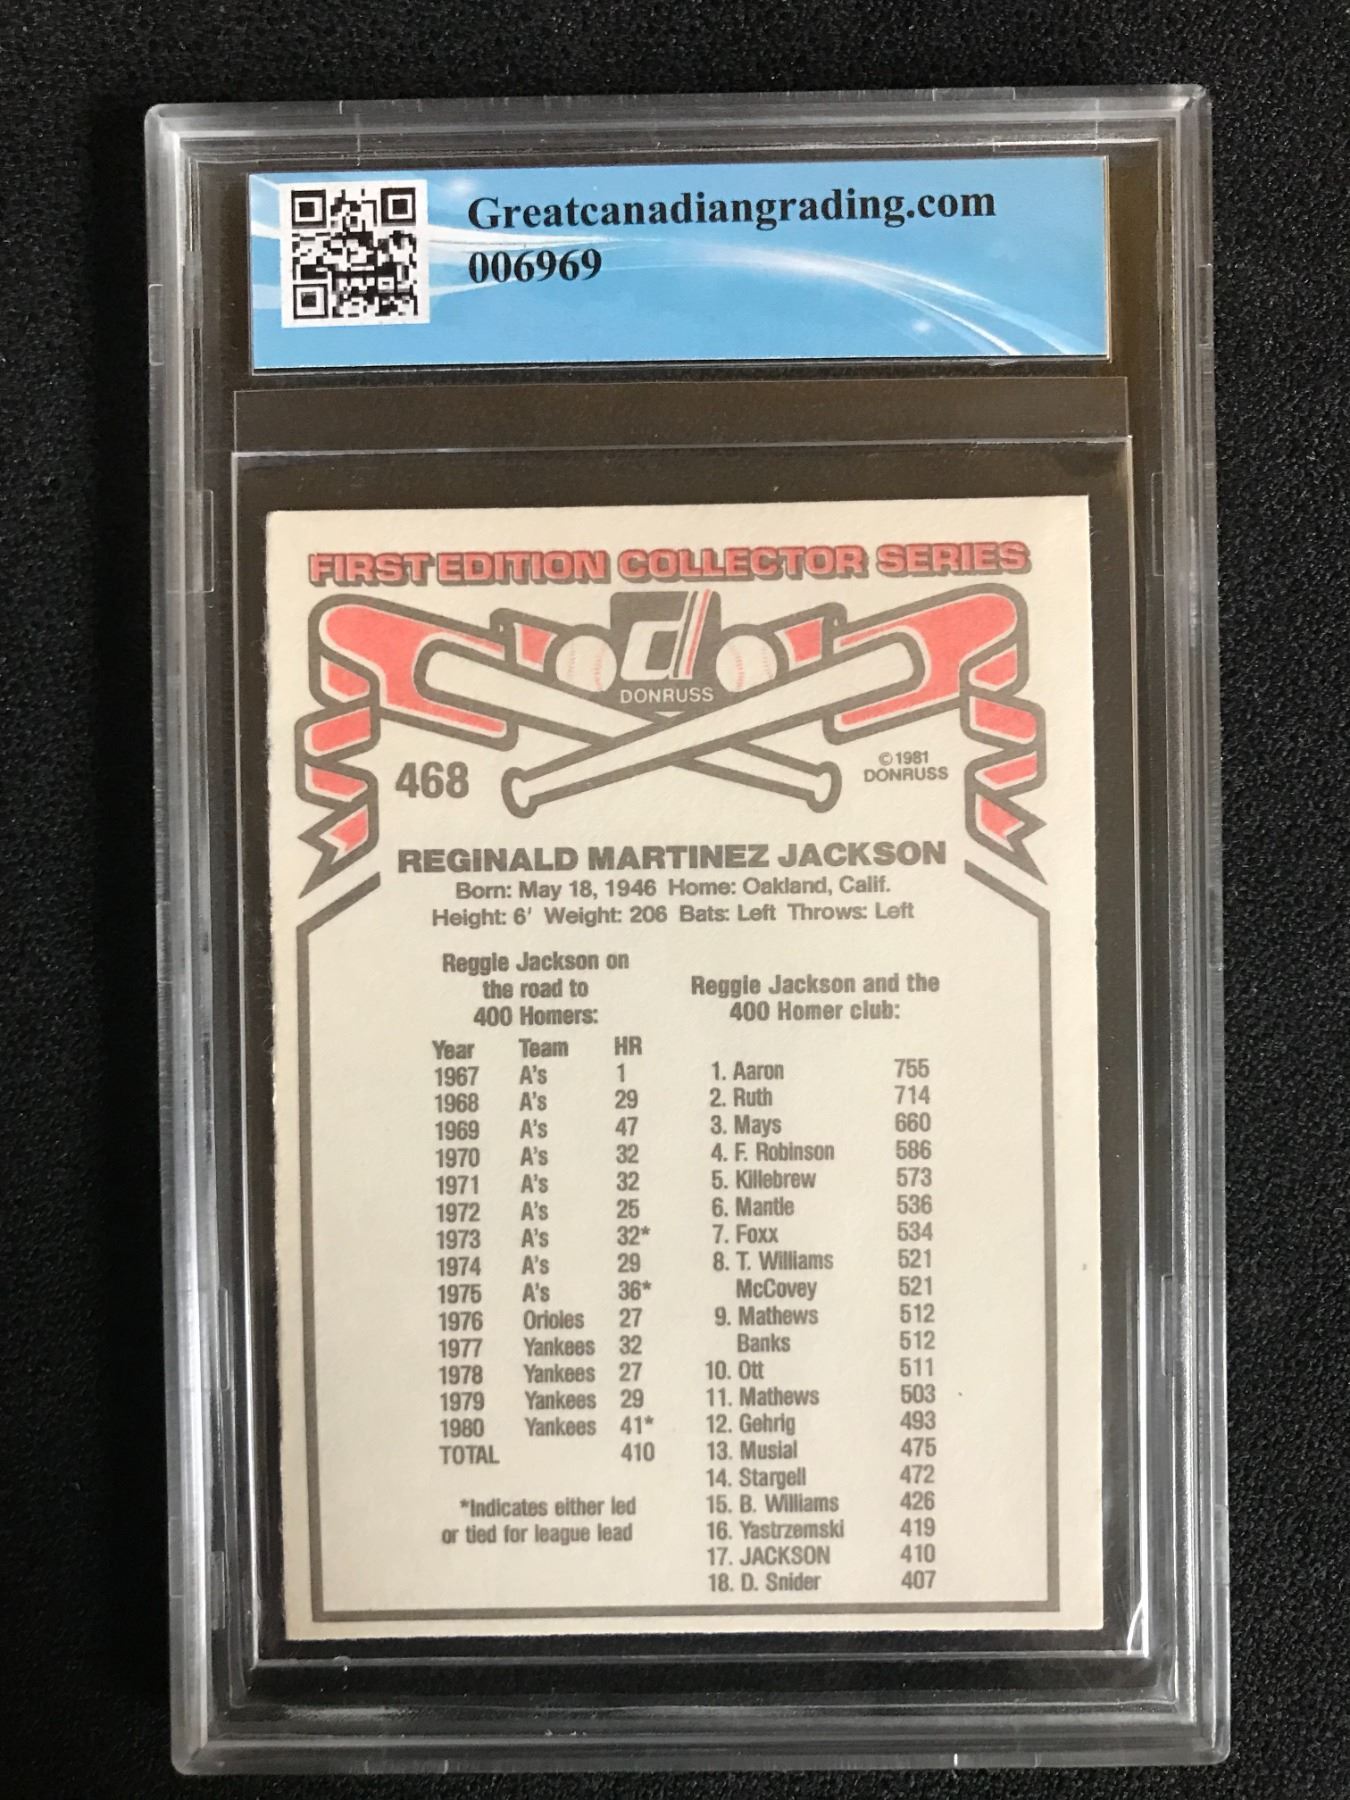 Greatcanadiangrading.com
006969
FIRST EDITION COLLECTOR SERIES
d
DONRUSS
468
©1981
DONRUSS
REGINALD MARTINEZ JACKSON
Born: May 18, 1946 Home: Oakland, Calif.
Height: 6' Weight: 206 Bats: Left Throws: Left
Reggie Jackson on
the road to
400 Homers:
Year Team HR
1967 A's 1
1968 A's 29
1969 A's 47
1970 A's 32
1971 A's 32
1972 A's 25
1973 A's 32*
1974 A's 29
1975 A's 36*
1976 Orioles 27
1977 Yankees 32
1978 Yankees 27
1979 Yankees 29
1980 Yankees 41*
TOTAL 410
*Indicates either led
or tied for league lead
Reggie Jackson and the
400 Homer club:
1. Aaron 755
2. Ruth 714
3. Mays 660
4. F. Robinson 586
5. Killebrew 573
6. Mantle 536
7. Foxx 534
8. T. Williams 521
McCovey 521
9. Mathews 512
Banks 512
10. Ott 511
11. Mathews 503
12. Gehrig 493
13. Musial 475
14. Stargell 472
15. B. Williams 426
16. Yastrzemski 419
17. JACKSON 410
18. D. Snider 407